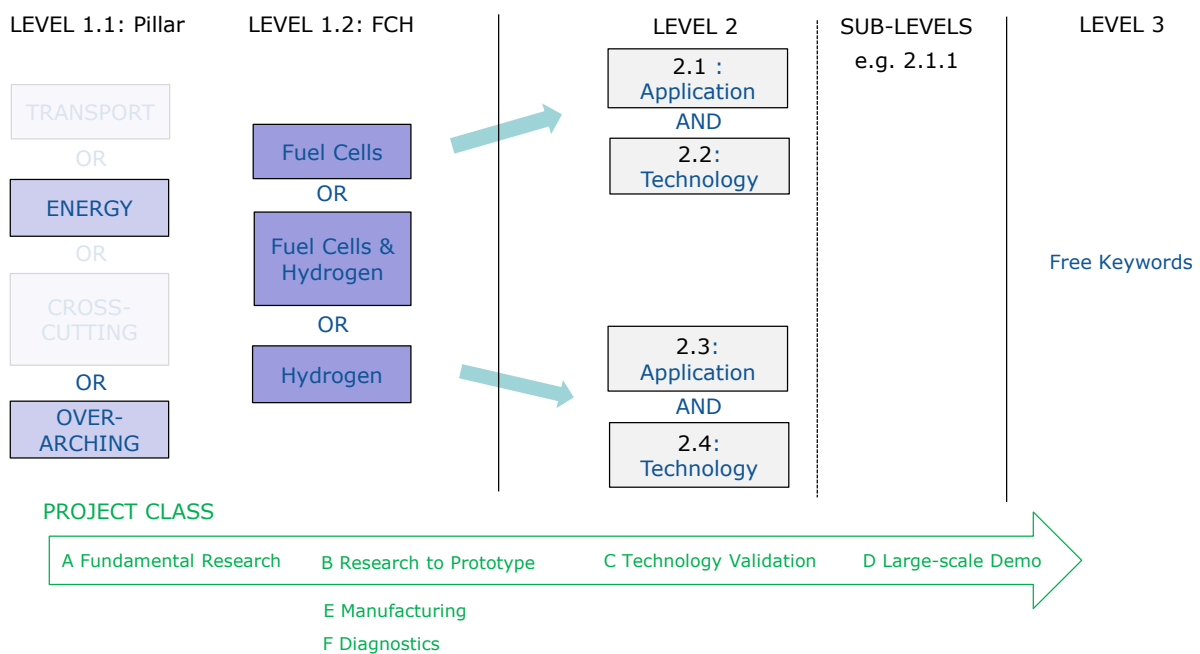 LEVEL 1.1: Pillar
LEVEL 1.2: FCH
LEVEL 2
SUB-LEVELS
e.g. 2.1.1
LEVEL 3
TRANSPORT
OR
ENERGY
OR
CROSS-
CUTTING
OR
OVER-
ARCHING
Fuel Cells
OR
Fuel Cells &
Hydrogen
OR
Hydrogen
2.1 :
Application
AND
2.2:
Technology
2.3:
Application
AND
2.4:
Technology
Free Keywords
PROJECT CLASS
A Fundamental Research
B Research to Prototype
C Technology Validation
D Large-scale Demo
E Manufacturing
F Diagnostics